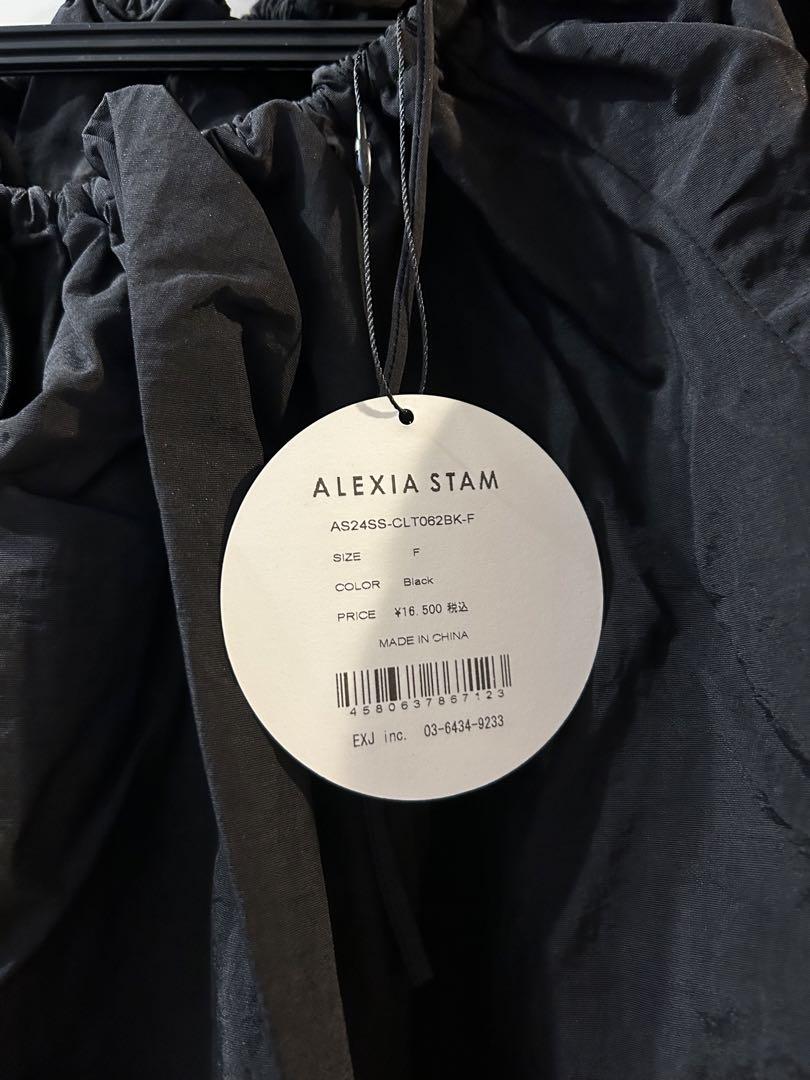 ALEXIA STAM
AS24SS-CLT062BK-F
SIZE F
COLOR Black
PRICE ¥16,500 税込
MADE IN CHINA
4580637867123
EXJ inc. 03-6434-9233